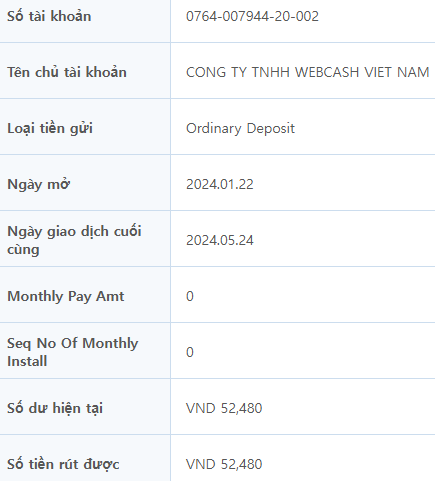 Số tài khoản 0764-007944-20-002
Tên chủ tài khoản CONG TY TNHH WEBCASH VIET NAM
Loại tiền gửi Ordinary Deposit
Ngày mở 2024.01.22
Ngày giao dịch cuối
cùng
2024.05.24
Monthly Pay Amt 0
Seq No Of Monthly
Install
0
Số dư hiện tại VND 52,480
Số tiền rút được VND 52,480